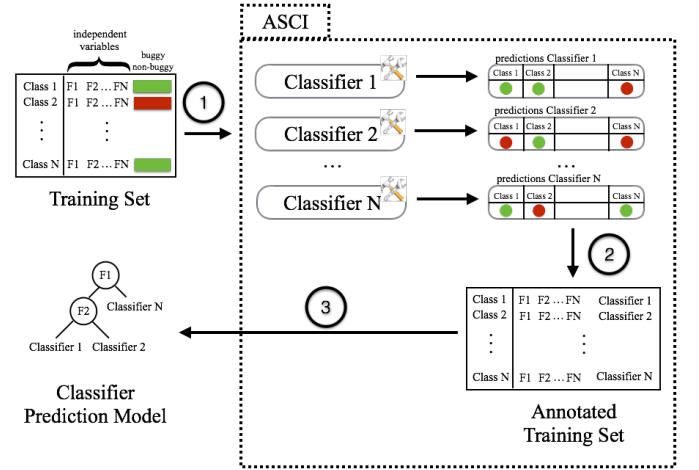 ASCI
independent
variables
buggy
non-buggy
Class 1 F1 F2 ... FN
Class 2 F1 F2 ... FN
Class N F1 F2 ... FN
Training Set
1
Classifier 1
Classifier 2
...
Classifier N
predictions Classifier 1
Class 1 Class 2 Class N
predictions Classifier 2
Class 1 Class 2 Class N
...
predictions Classifier N
Class 1 Class 2 Class N
2
Class 1 F1 F2 ... FN Classifier 1
Class 2 F1 F2 ... FN Classifier 2
Class N F1 F2 ... FN Classifier N
Annotated
Training Set
3
F1
F2
Classifier N
Classifier 1 Classifier 2
Classifier
Prediction Model